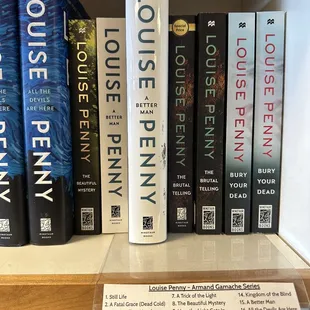 LOUISE PENNY
ALL THE
DEVILS
ARE HERE
LOUISE PENNY
THE
BEAUTIFUL
MYSTERY
LOUISE PENNY
A
BETTER
MAN
LOUISE PENNY
A
BETTER
MAN
LOUISE PENNY
THE
BRUTAL
TELLING
LOUISE PENNY
THE
BRUTAL
TELLING
LOUISE PENNY
BURY
YOUR
DEAD
LOUISE PENNY
BURY
YOUR
DEAD
Louise Penny - Armand Gamache Series
1. Still Life
2. A Fatal Grace (Dead Cold)
7. A Trick of the Light
8. The Beautiful Mystery
14. Kingdom of the Blind
15. A Better Man